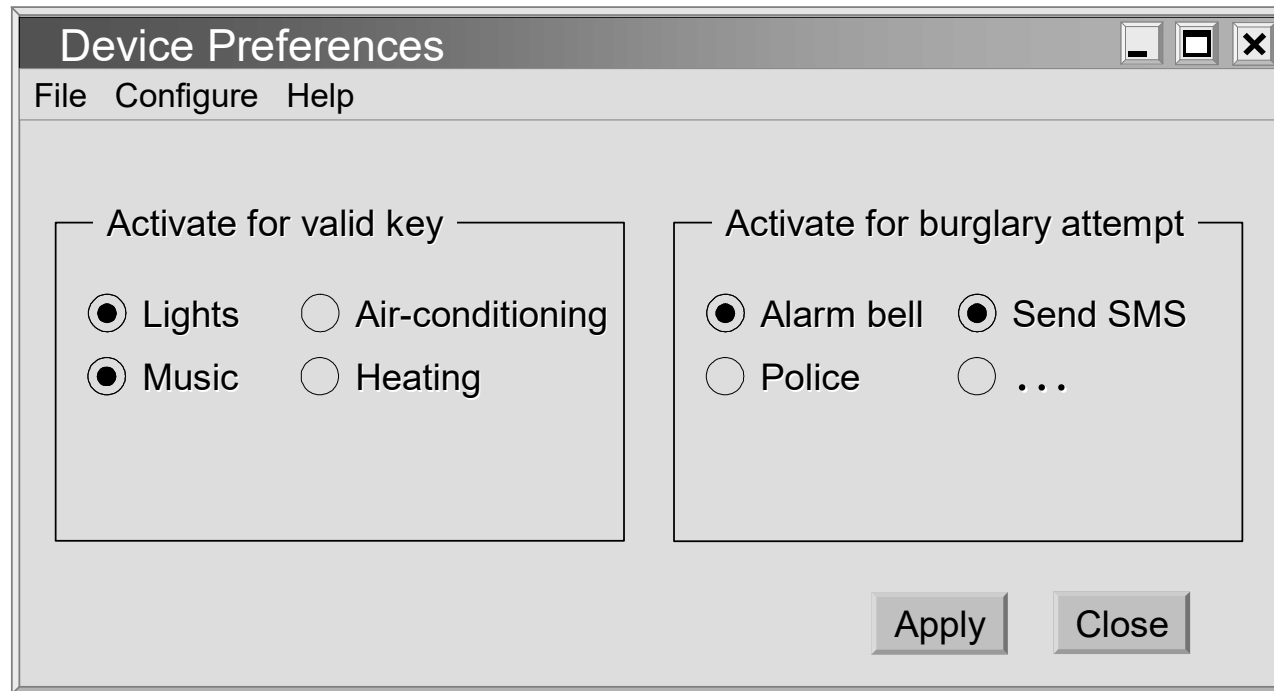 Device Preferences
File Configure Help
Activate for valid key
Lights Air-conditioning
Music Heating
Activate for burglary attempt
Alarm bell Send SMS
Police ...
Apply Close